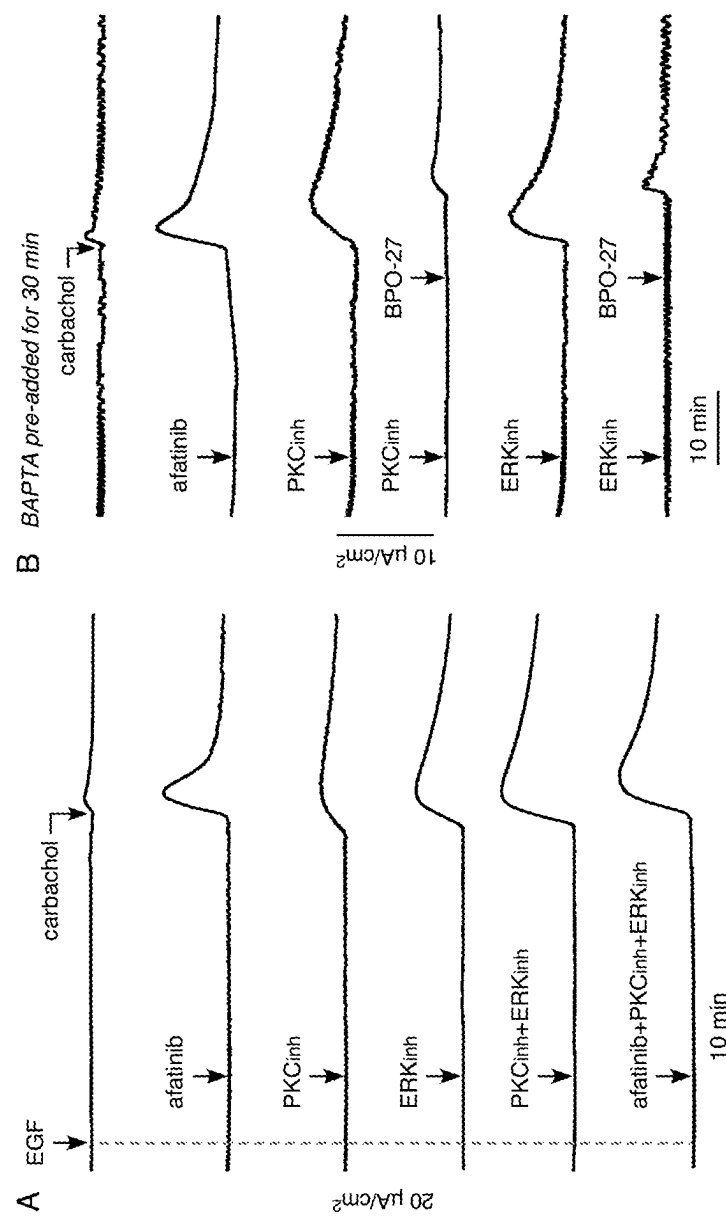 A
EGF
carbachol
afatinib
PKCinh
ERKinh
PKCinh+ERKinh
afatinib+PKCinh+ERKinh
20 µA/cm2
10 min
B
BAPTA pre-added for 30 min
carbachol
afatinib
PKCinh
PKCinh
BPO-27
ERKinh
ERKinh
BPO-27
10 µA/cm2
10 min